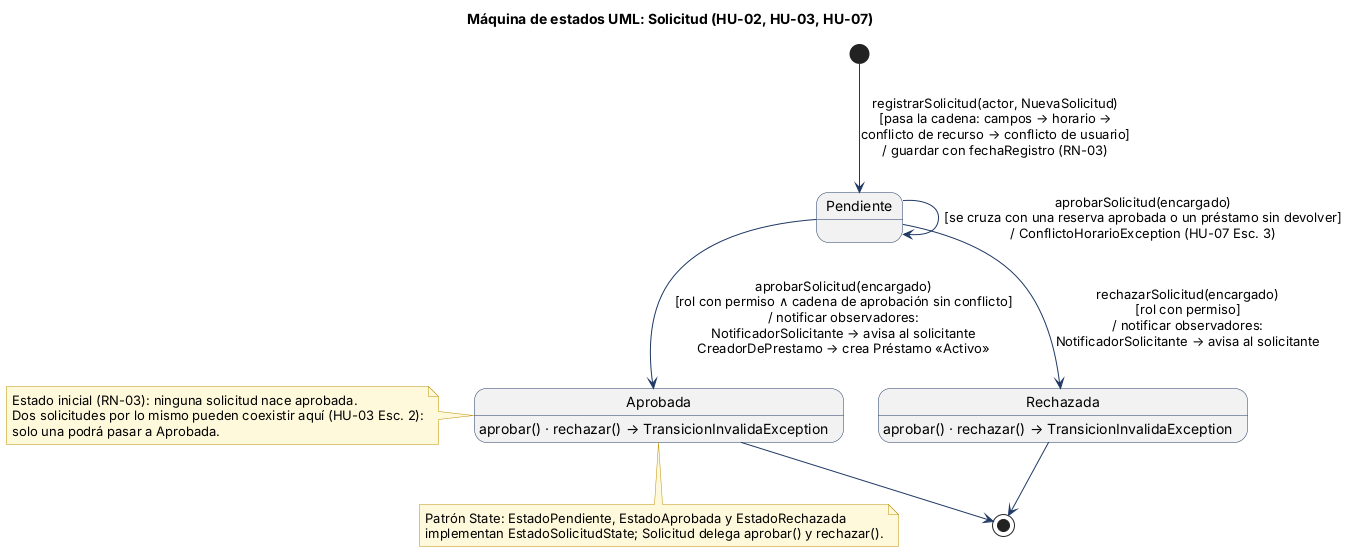 Máquina de estados UML: Solicitud (HU-02, HU-03, HU-07)
registrarSolicitud(actor, NuevaSolicitud)
[pasa la cadena: campos → horario →
conflicto de recurso → conflicto de usuario]
/ guardar con fechaRegistro (RN-03)
Pendiente
aprobarSolicitud(encargado)
[se cruza con una reserva aprobada o un préstamo sin devolver]
/ ConflictoHorarioException (HU-07 Esc. 3)
aprobarSolicitud(encargado)
[rol con permiso ∧ cadena de aprobación sin conflicto]
/ notificar observadores:
NotificadorSolicitante → avisa al solicitante
CreadorDePrestamo → crea Préstamo «Activo»
rechazarSolicitud(encargado)
[rol con permiso]
/ notificar observadores:
NotificadorSolicitante → avisa al solicitante
Estado inicial (RN-03): ninguna solicitud nace aprobada.
Dos solicitudes por lo mismo pueden coexistir aquí (HU-03 Esc. 2):
solo una podrá pasar a Aprobada.
Aprobada
aprobar() · rechazar() → TransicionInvalidaException
Rechazada
aprobar() · rechazar() → TransicionInvalidaException
Patrón State: EstadoPendiente, EstadoAprobada y EstadoRechazada
implementan EstadoSolicitudState; Solicitud delega aprobar() y rechazar().